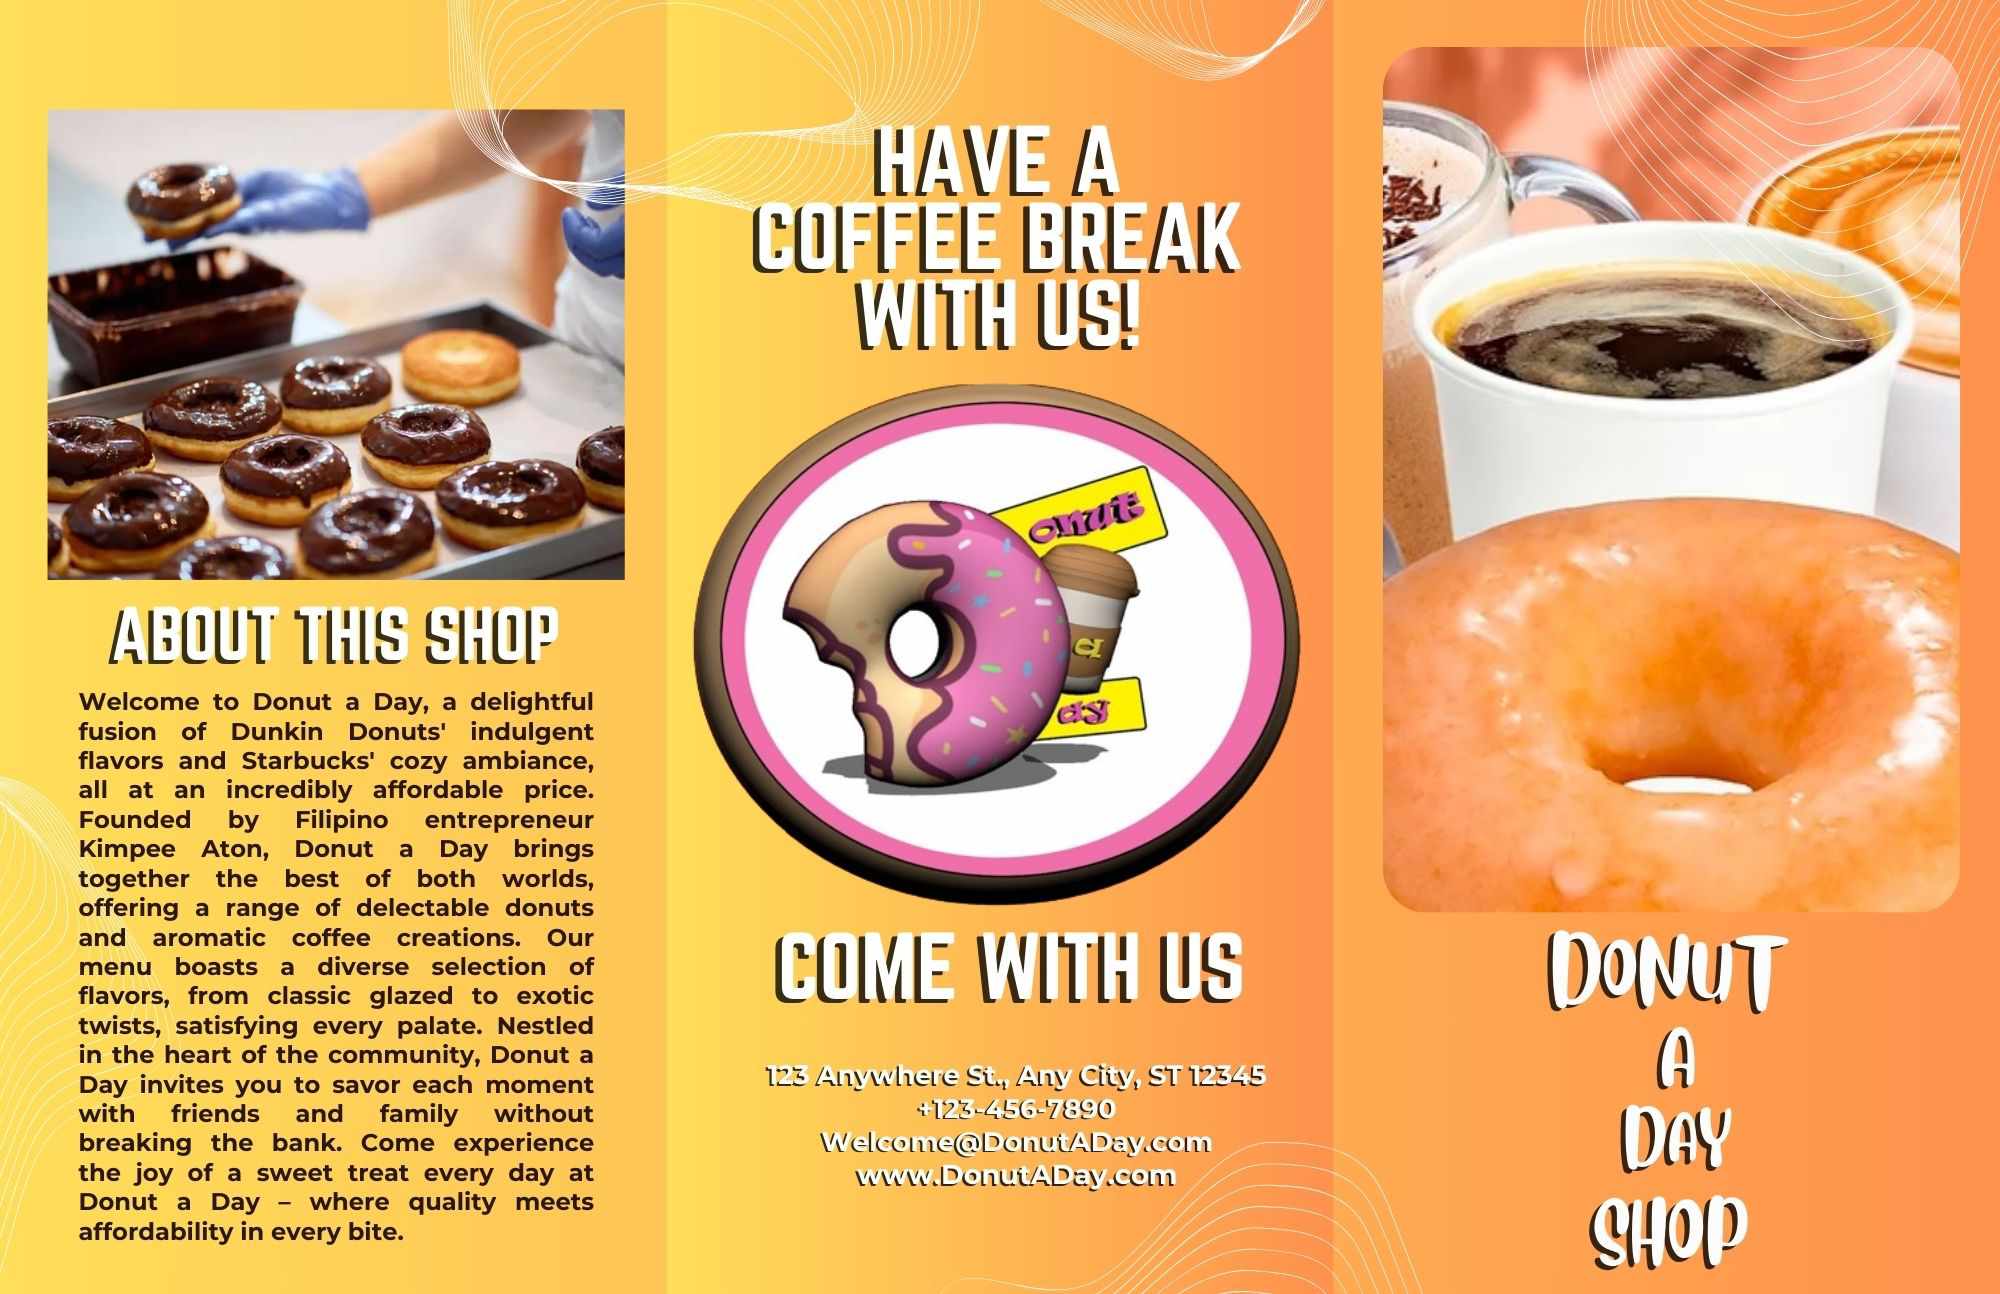 ABOUT THIS SHOP
Welcome to Donut a Day, a delightful
fusion of Dunkin Donuts' indulgent
flavors and Starbucks' cozy ambiance,
all at an incredibly affordable price.
Founded by Filipino entrepreneur
Kimpee Aton, Donut a Day brings
together the best of both worlds,
offering a range of delectable donuts
and aromatic coffee creations. Our
menu boasts a diverse selection of
flavors, from classic glazed to exotic
twists, satisfying every palate. Nestled
in the heart of the community, Donut a
Day invites you to savor each moment
with friends and family without
breaking the bank. Come experience
the joy of a sweet treat every day at
Donut a Day – where quality meets
affordability in every bite.
HAVE A
COFFEE BREAK
WITH US!
onut
a
ay
COME WITH US
123 Anywhere St., Any City, ST 12345
+123-456-7890
Welcome@DonutADay.com
www.DonutADay.com
DONUT
A
DAY
SHOP